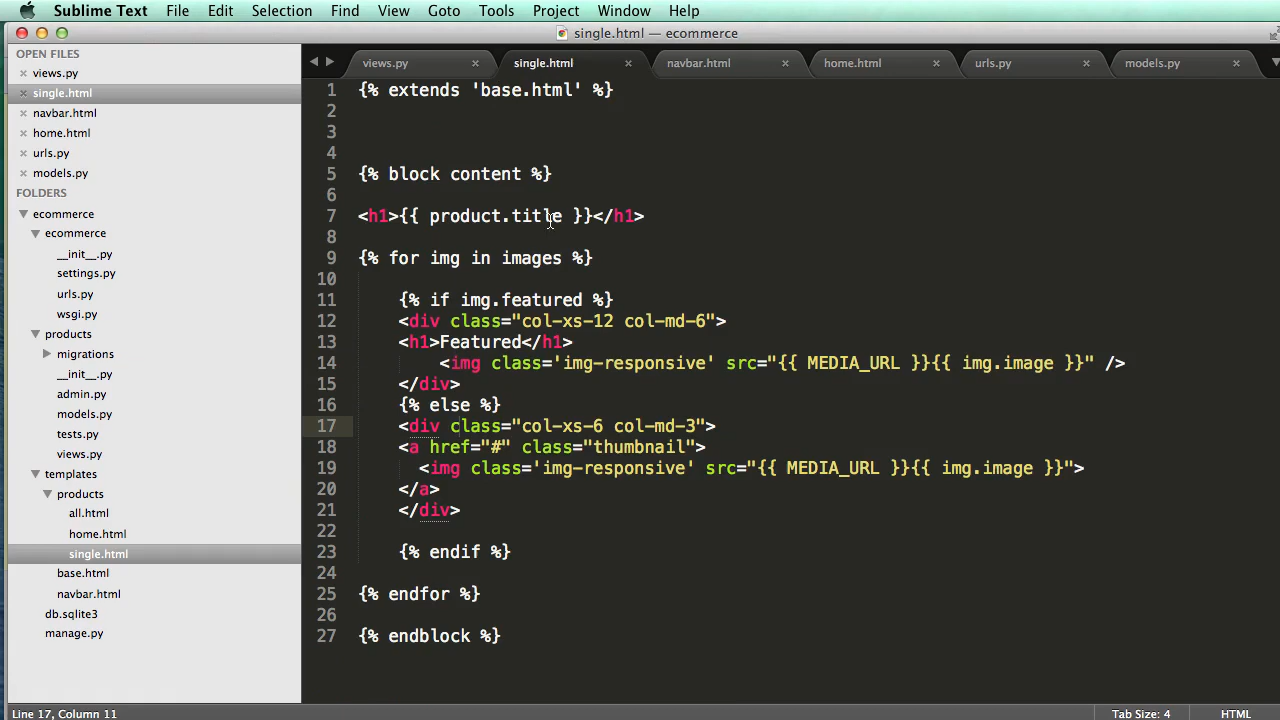 Sublime Text File Edit Selection Find View Goto Tools Project Window Help
single.html — ecommerce
OPEN FILES
views.py
single.html
navbar.html
home.html
urls.py
models.py
FOLDERS
ecommerce
ecommerce
__init__.py
settings.py
urls.py
wsgi.py
products
migrations
__init__.py
admin.py
models.py
tests.py
views.py
templates
products
all.html
home.html
single.html
base.html
navbar.html
db.sqlite3
manage.py
views.py single.html navbar.html home.html urls.py models.py
1 {% extends 'base.html' %}
2
3
4
5 {% block content %}
6
7 <h1>{{ product.title }}</h1>
8
9 {% for img in images %}
10
11 {% if img.featured %}
12 <div class="col-xs-12 col-md-6">
13 <h1>Featured</h1>
14 <img class='img-responsive' src="{{ MEDIA_URL }}{{ img.image }}" />
15 </div>
16 {% else %}
17 <div class="col-xs-6 col-md-3">
18 <a href="#" class="thumbnail">
19 <img class='img-responsive' src="{{ MEDIA_URL }}{{ img.image }}">
20 </a>
21 </div>
22
23 {% endif %}
24
25 {% endfor %}
26
27 {% endblock %}
Line 17, Column 11 Tab Size: 4 HTML